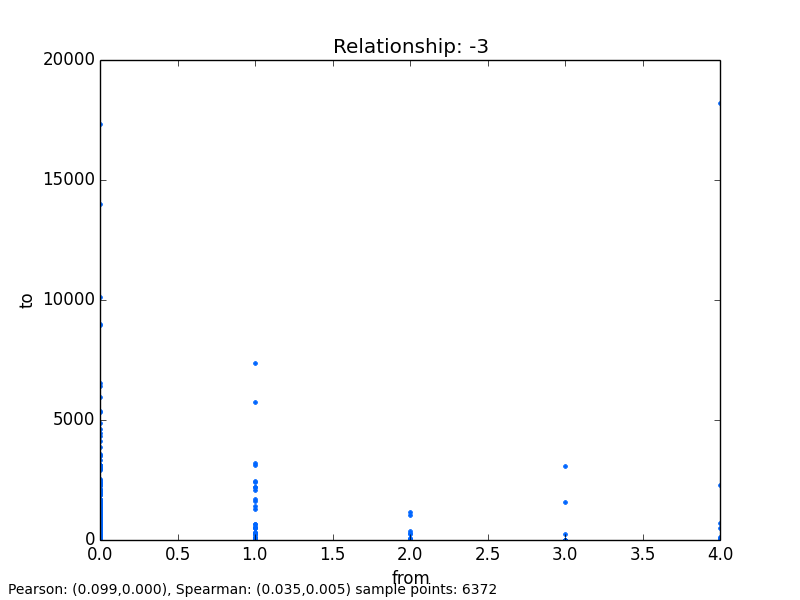 Relationship: -3
20000
15000
10000
5000
0
to
0.0 0.5 1.0 1.5 2.0 2.5 3.0 3.5 4.0
from
Pearson: (0.099,0.000), Spearman: (0.035,0.005) sample points: 6372